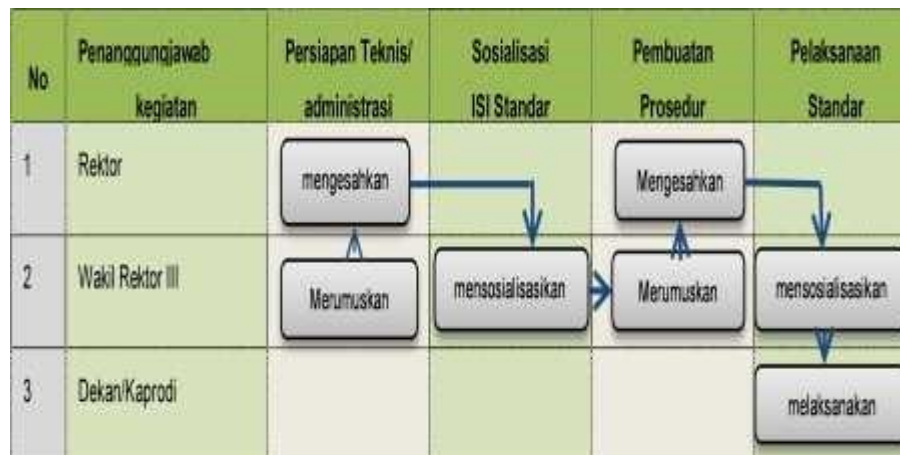 No
Penanggungjawab
kegiatan
Persiapan Teknis/
administrasi
Sosialisasi
ISI Standar
Pembuatan
Prosedur
Pelaksanaan
Standar
1
Rektor
mengesahkan
Mengesahkan
2
Wakil Rektor III
Merumuskan
mensosialisasikan
Merumuskan
mensosialisasikan
3
Dekan/Kaprodi
melaksanakan